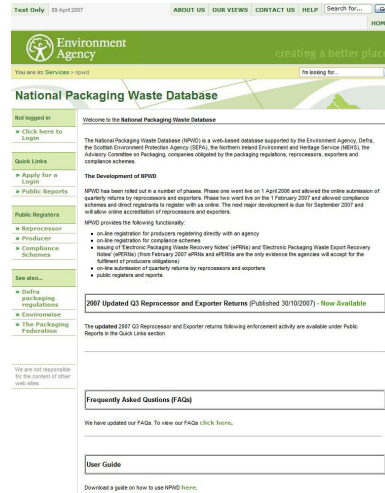 Text Only 09 April 2007 ABOUT US OUR VIEWS CONTACT US HELP Search for...
HOM
Environment
Agency
creating a better place
You are in: Services > npwd I'm looking for...
National Packaging Waste Database
Not logged in
» Click here to
Login
Quick Links
» Apply for a
Login
» Public Reports
Public Registers
» Reprocessor
» Producer
» Compliance
Schemes
See also...
» Defra
packaging
regulations
» Environwise
» The Packaging
Federation
We are not responsible
for the content of other
web sites.
Welcome to the National Packaging Waste Database
The National Packaging Waste Database (NPWD) is a web-based database supported by the Environment Agency, Defra,
the Scottish Environment Protection Agency (SEPA), the Northern Ireland Environment and Heritage Service (NIEHS), the
Advisory Committee on Packaging, companies obligated by the packaging regulations, reprocessors, exporters and
compliance schemes.
The Development of NPWD
NPWD has been rolled out in a number of phases. Phase one went live on 1 April 2006 and allowed the online submission of
quarterly returns by reprocessors and exporters. Phase two went live on the 1 February 2007 and allowed compliance
schemes and direct registrants to register with us online. The next major development is due for September 2007 and
will allow online accreditation of reprocessors and exporters.
NPWD provides the following functionality:
• on-line registration for producers registering directly with an agency
• on-line registration for compliance schemes
• issuing of 'Electronic Packaging Waste Recovery Notes' (ePRNs) and 'Electronic Packaging Waste Export Recovery
Notes' (ePERNs) (from February 2007 ePRNs and ePERNs are the only evidence the agencies will accept for the
fulfilment of producers obligations)
• on-line submission of quarterly returns by reprocessors and exporters
• public registers and reports.
2007 Updated Q3 Reprocessor and Exporter Returns (Published 30/10/2007) - Now Available
The updated 2007 Q3 Reprocessor and Exporter returns following enforcement activity are available under Public
Reports in the Quick Links section
Frequently Asked Qustions (FAQs)
We have updated our FAQs. To view our FAQs click here.
User Guide
Download a guide on how to use NPWD here.